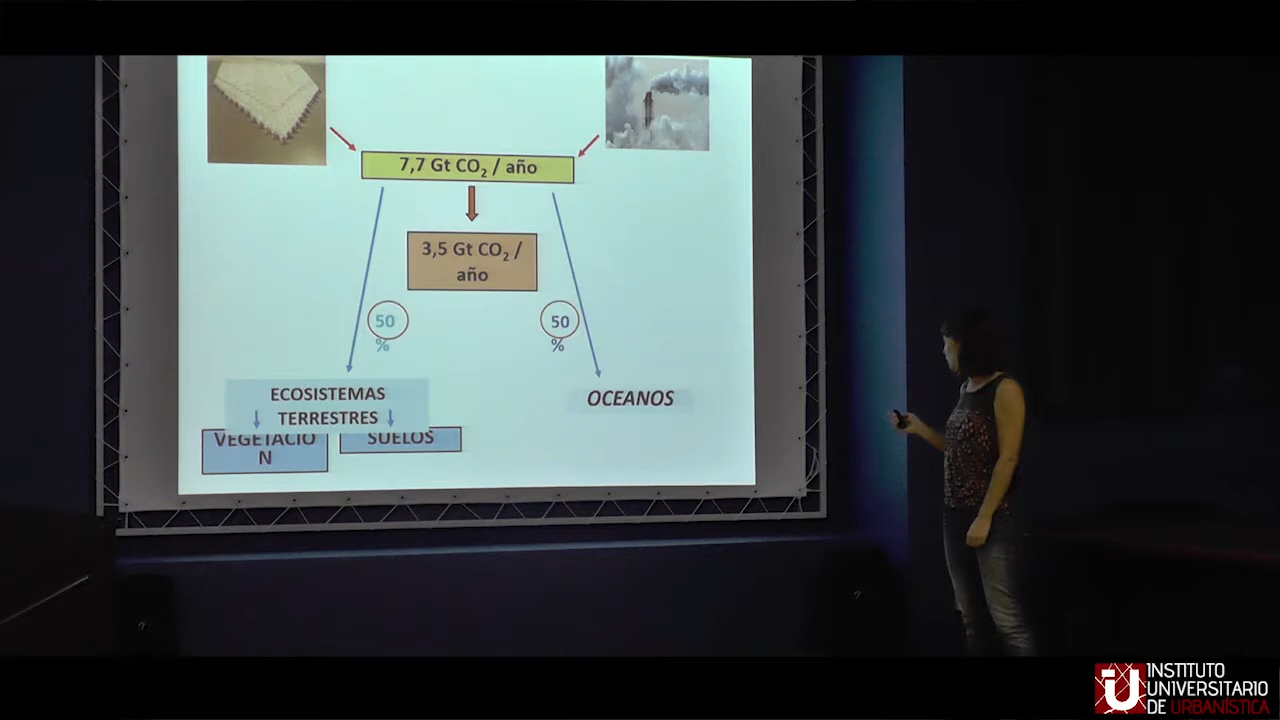 7,7 Gt CO₂ / año
3,5 Gt CO₂ /
año
50
%
50
%
ECOSISTEMAS
TERRESTRES
OCEANOS
VEGETACIO
N
SUELOS
INSTITUTO
UNIVERSITARIO
DE URBANÍSTICA